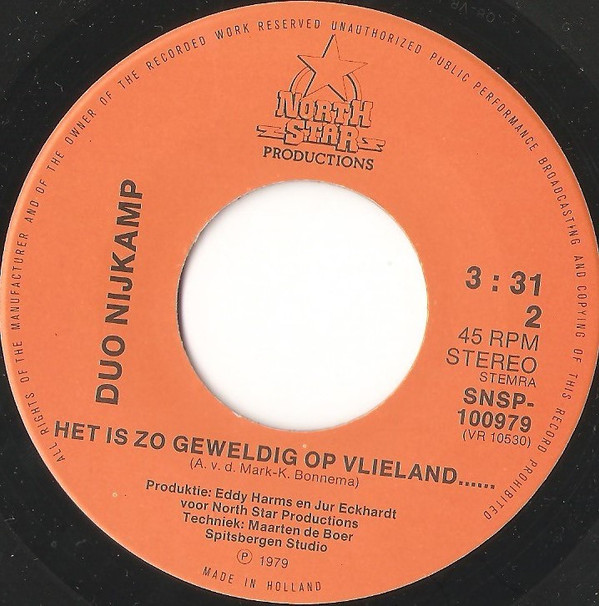 ALL RIGHTS OF THE MANUFACTURER AND OF THE OWNER OF THE RECORDED WORK RESERVED UNAUTHORIZED PUBLIC PERFORMANCE BROADCASTING AND COPYING OF THIS RECORD PROHIBITED
NORTH
STAR
PRODUCTIONS
DUO NIJKAMP
3 : 31
2
45 RPM
STEREO
STEMRA
SNSP-
100979
(VR 10530)
HET IS ZO GEWELDIG OP VLIELAND......
(A. v. d. Mark-K. Bonnema)
Produktie: Eddy Harms en Jur Eckhardt
voor North Star Productions
Techniek: Maarten de Boer
Spitsbergen Studio
Ⓟ 1979
MADE IN HOLLAND